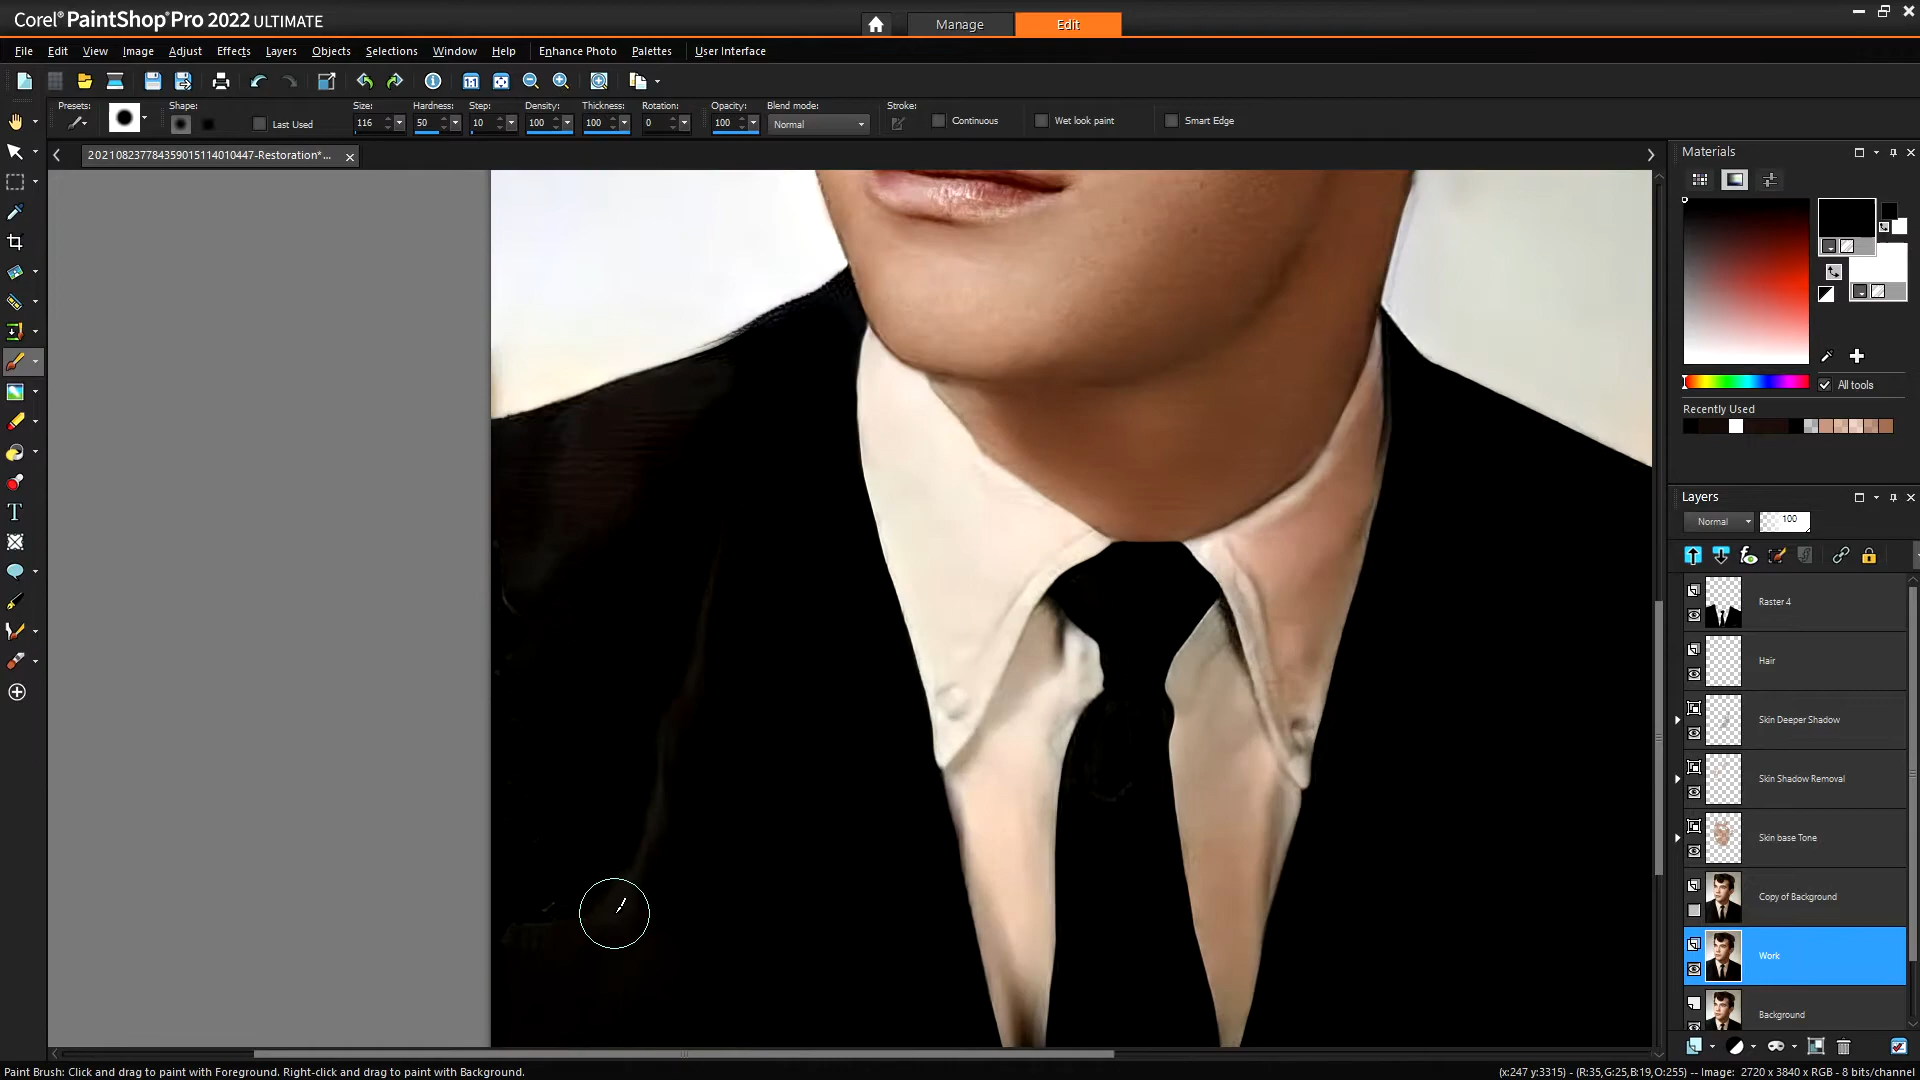 Corel® PaintShop® Pro 2022 ULTIMATE
Manage
Edit
File Edit View Image Adjust Effects Layers Objects Selections Window Help Enhance Photo Palettes User Interface
Presets: Shape: Last Used Size: Hardness: Step: Density: Thickness: Rotation: Opacity: Blend mode: Stroke: Continuous Wet look paint Smart Edge
116 50 10 100 100 0 100 Normal
20210823778435901511401044​7-Restoration*...
Materials
All tools
Recently Used
Layers
Normal 100
Raster 4
Hair
Skin Deeper Shadow
Skin Shadow Removal
Skin base Tone
Copy of Background
Work
Background
Paint Brush: Click and drag to paint with Foreground. Right-click and drag to paint with Background.
(x:247 y:3315) - (R:35,G:25,B:19,O:255) -- Image: 2720 x 3840 x RGB - 8 bits/channel